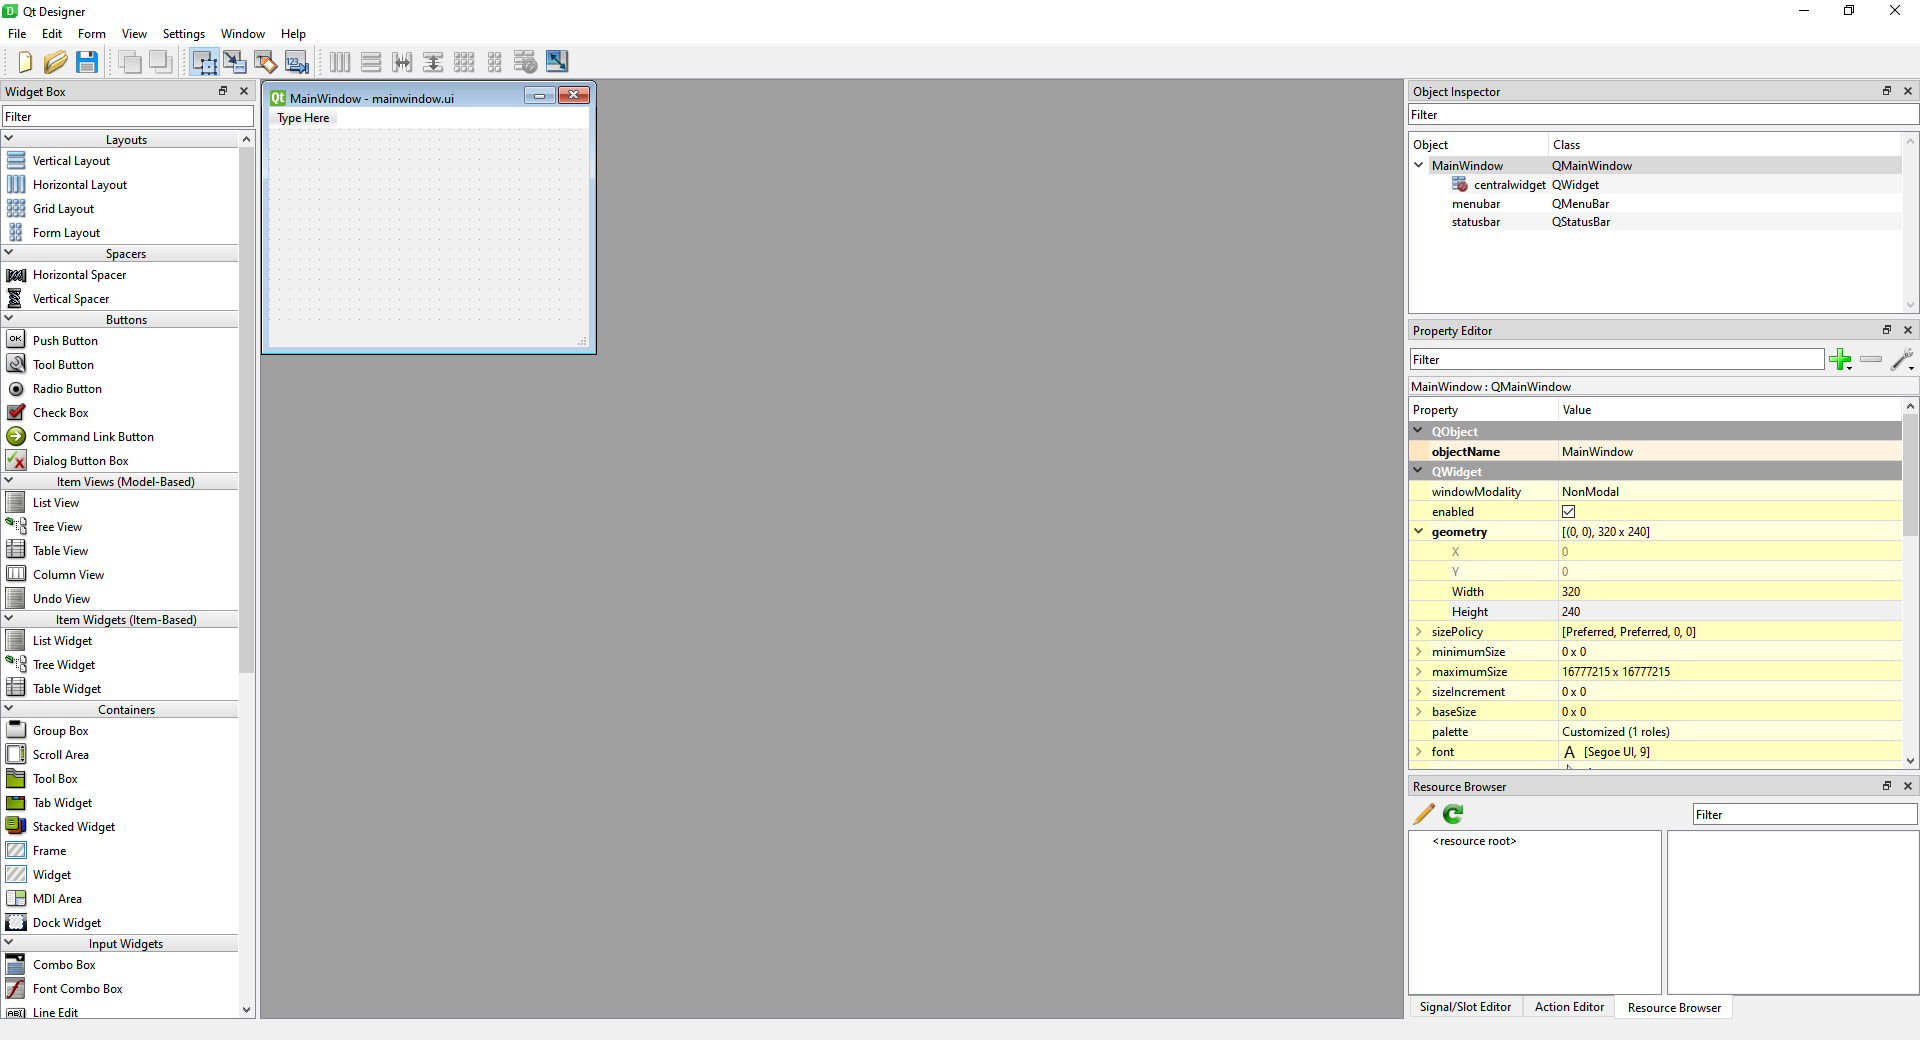 Qt Designer
File Edit Form View Settings Window Help
Widget Box
Filter
Layouts
Vertical Layout
Horizontal Layout
Grid Layout
Form Layout
Spacers
Horizontal Spacer
Vertical Spacer
Buttons
Push Button
Tool Button
Radio Button
Check Box
Command Link Button
Dialog Button Box
Item Views (Model-Based)
List View
Tree View
Table View
Column View
Undo View
Item Widgets (Item-Based)
List Widget
Tree Widget
Table Widget
Containers
Group Box
Scroll Area
Tool Box
Tab Widget
Stacked Widget
Frame
Widget
MDI Area
Dock Widget
Input Widgets
Combo Box
Font Combo Box
Line Edit
MainWindow - mainwindow.ui
Type Here
Object Inspector
Filter
Object Class
MainWindow QMainWindow
centralwidget QWidget
menubar QMenuBar
statusbar QStatusBar
Property Editor
Filter
MainWindow : QMainWindow
Property Value
QObject
objectName MainWindow
QWidget
windowModality NonModal
enabled
geometry [(0, 0), 320 x 240]
X 0
Y 0
Width 320
Height 240
sizePolicy [Preferred, Preferred, 0, 0]
minimumSize 0 x 0
maximumSize 16777215 x 16777215
sizeIncrement 0 x 0
baseSize 0 x 0
palette Customized (1 roles)
font A [Segoe UI, 9]
Resource Browser
Filter
<resource root>
Signal/Slot Editor Action Editor Resource Browser